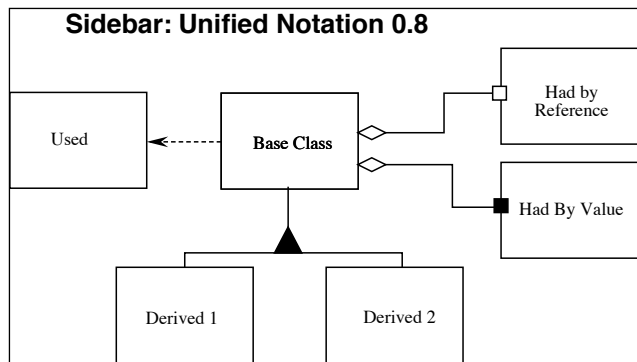 Sidebar: Unified Notation 0.8
Used
Base Class
Had by
Reference
Had By Value
Derived 1
Derived 2